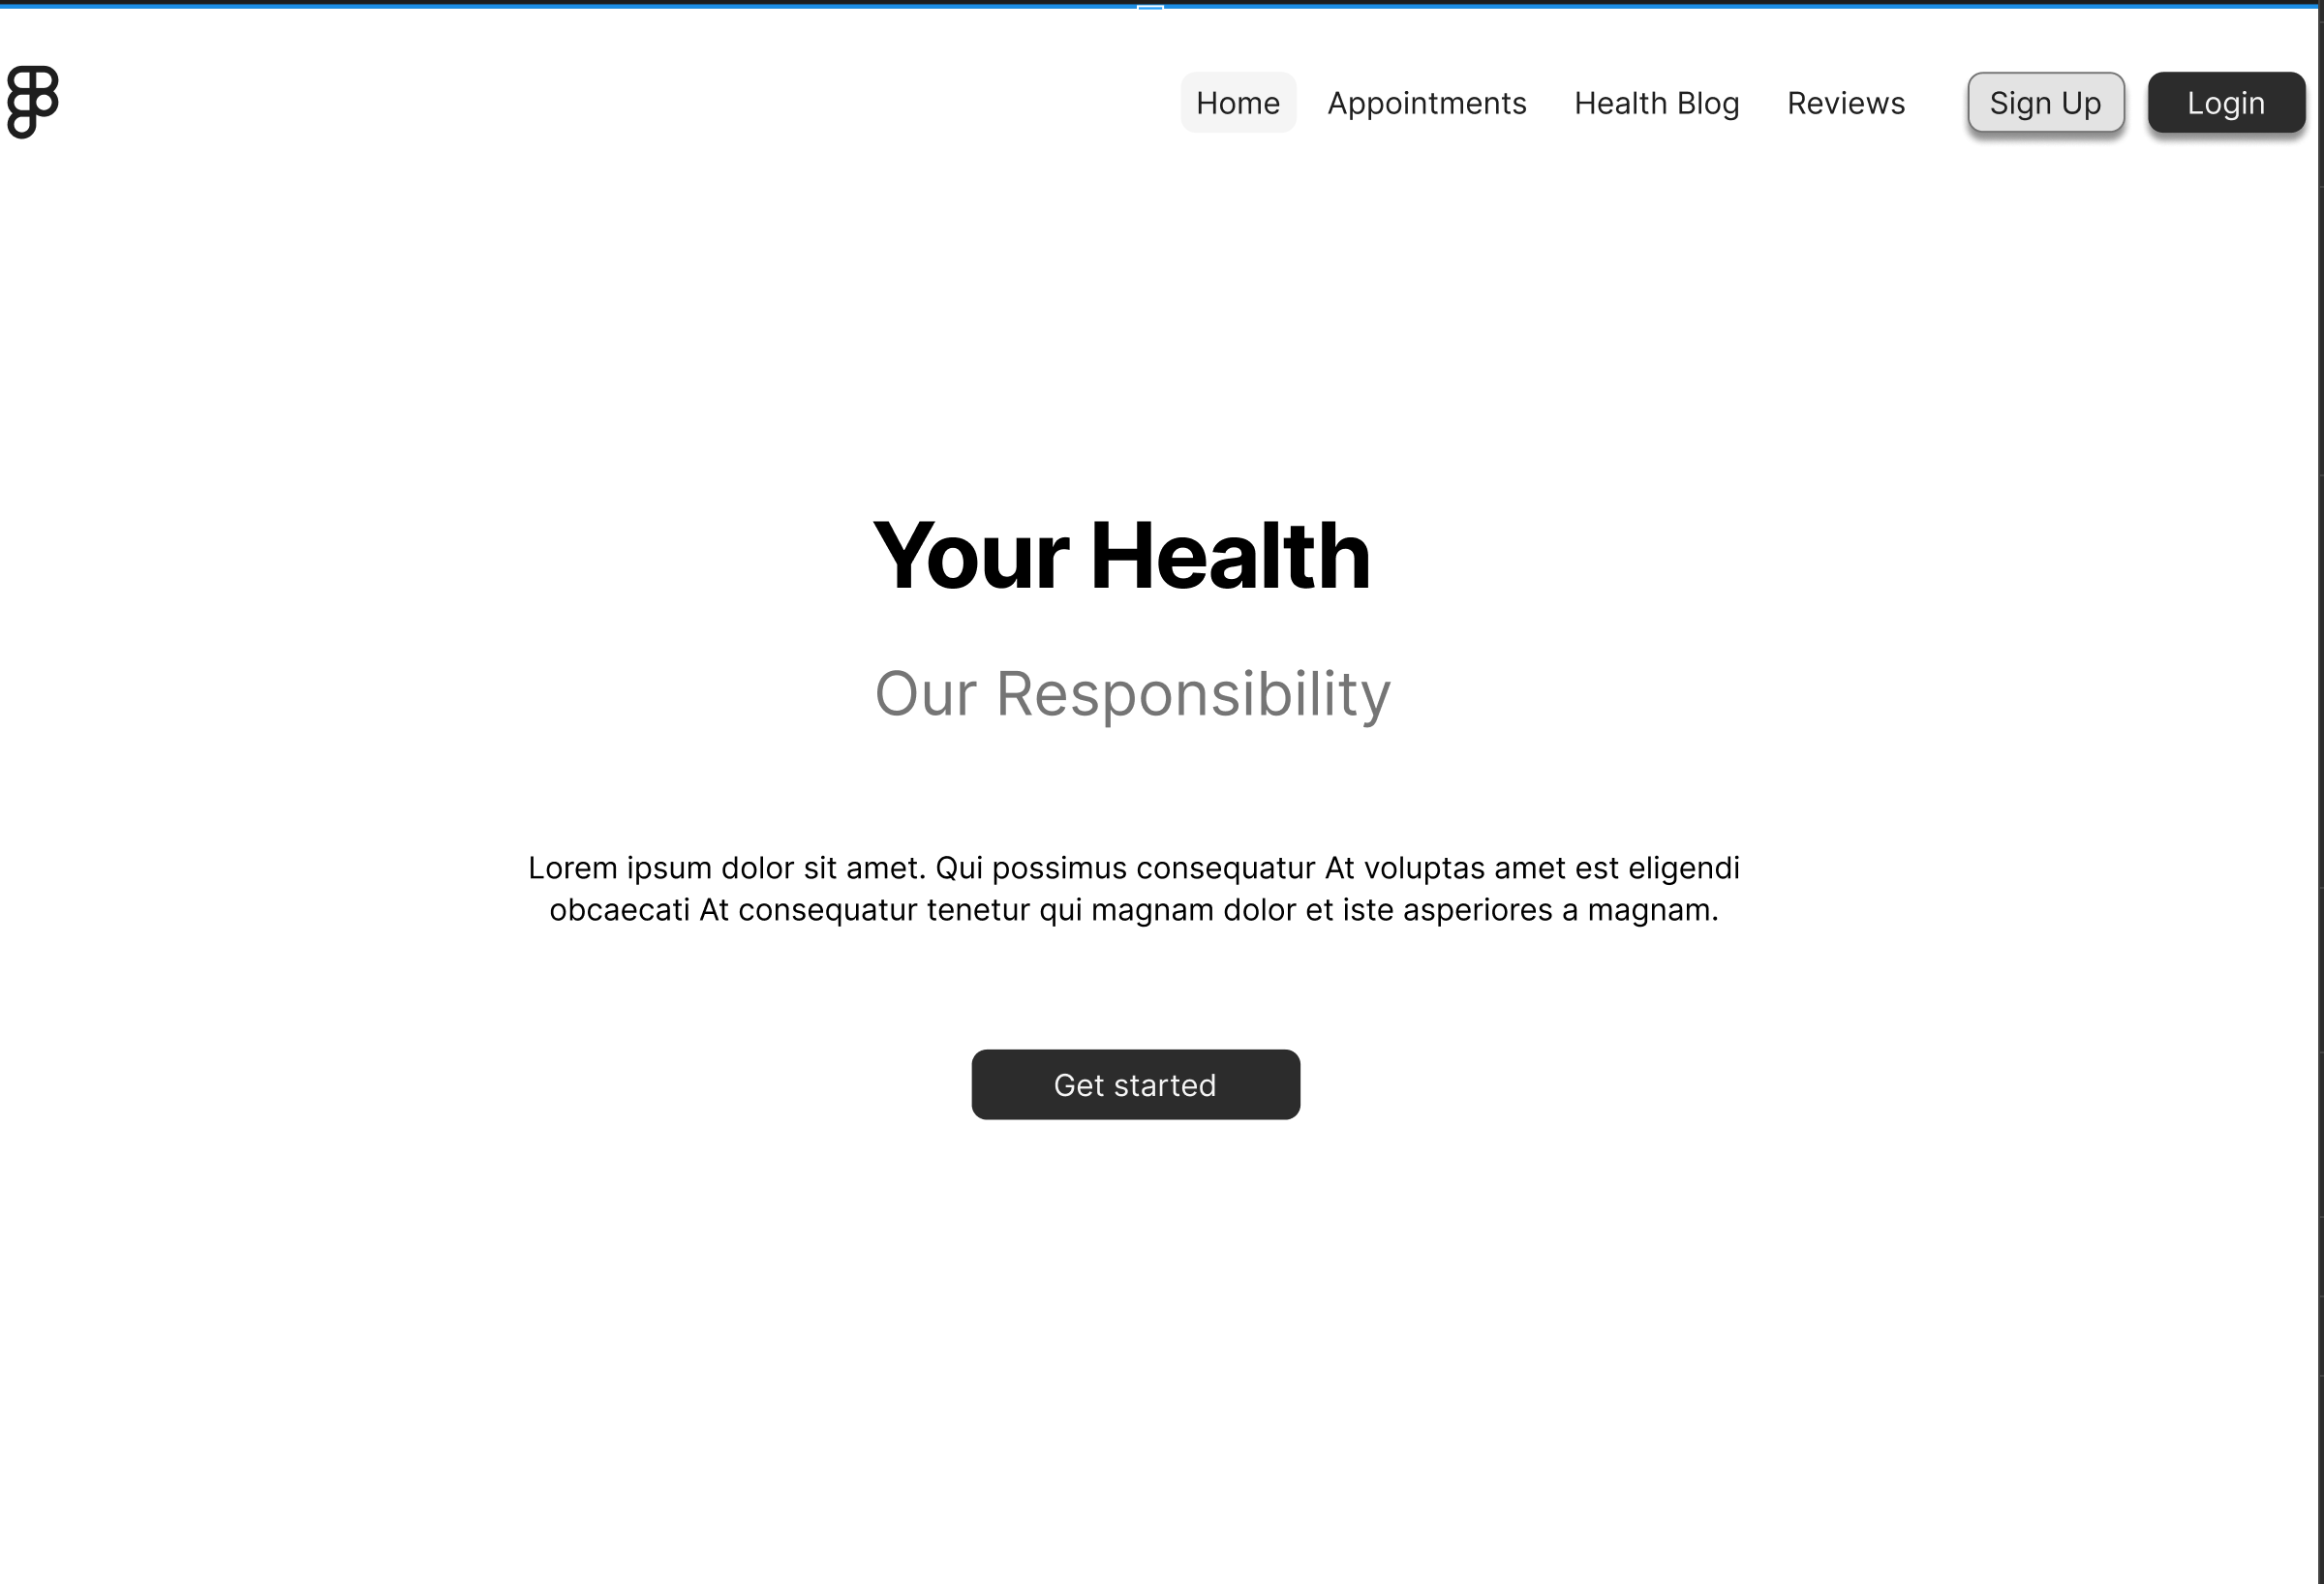 Home Appointments Health Blog Reviews Sign Up Login
Your Health
Our Responsibility
Lorem ipsum dolor sit amet. Qui possimus consequatur At voluptas amet est eligendi
obcaecati At consequatur tenetur qui magnam dolor et iste asperiores a magnam.
Get started